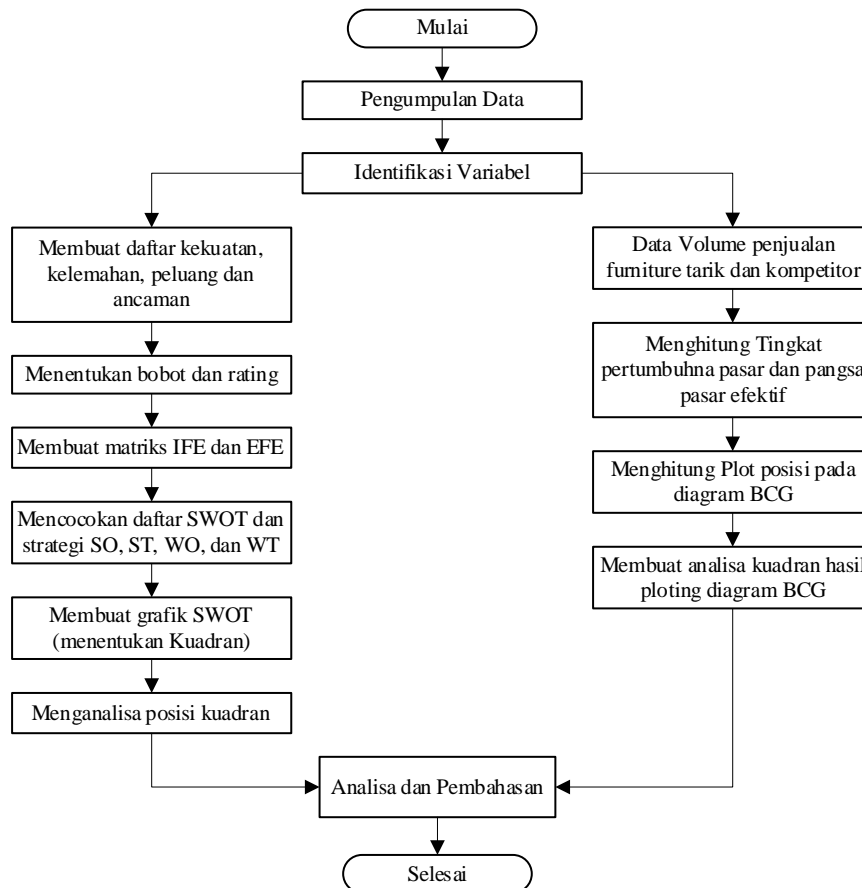 Mulai
Pengumpulan Data
Identifikasi Variabel
Membuat daftar kekuatan,
kelemahan, peluang dan
ancaman
Menentukan bobot dan rating
Membuat matriks IFE dan EFE
Mencocokan daftar SWOT dan
strategi SO, ST, WO, dan WT
Membuat grafik SWOT
(menentukan Kuadran)
Menganalisa posisi kuadran
Data Volume penjualan
furniture tarik dan kompetitor
Menghitung Tingkat
pertumbuhna pasar dan pangsa
pasar efektif
Menghitung Plot posisi pada
diagram BCG
Membuat analisa kuadran hasil
ploting diagram BCG
Analisa dan Pembahasan
Selesai